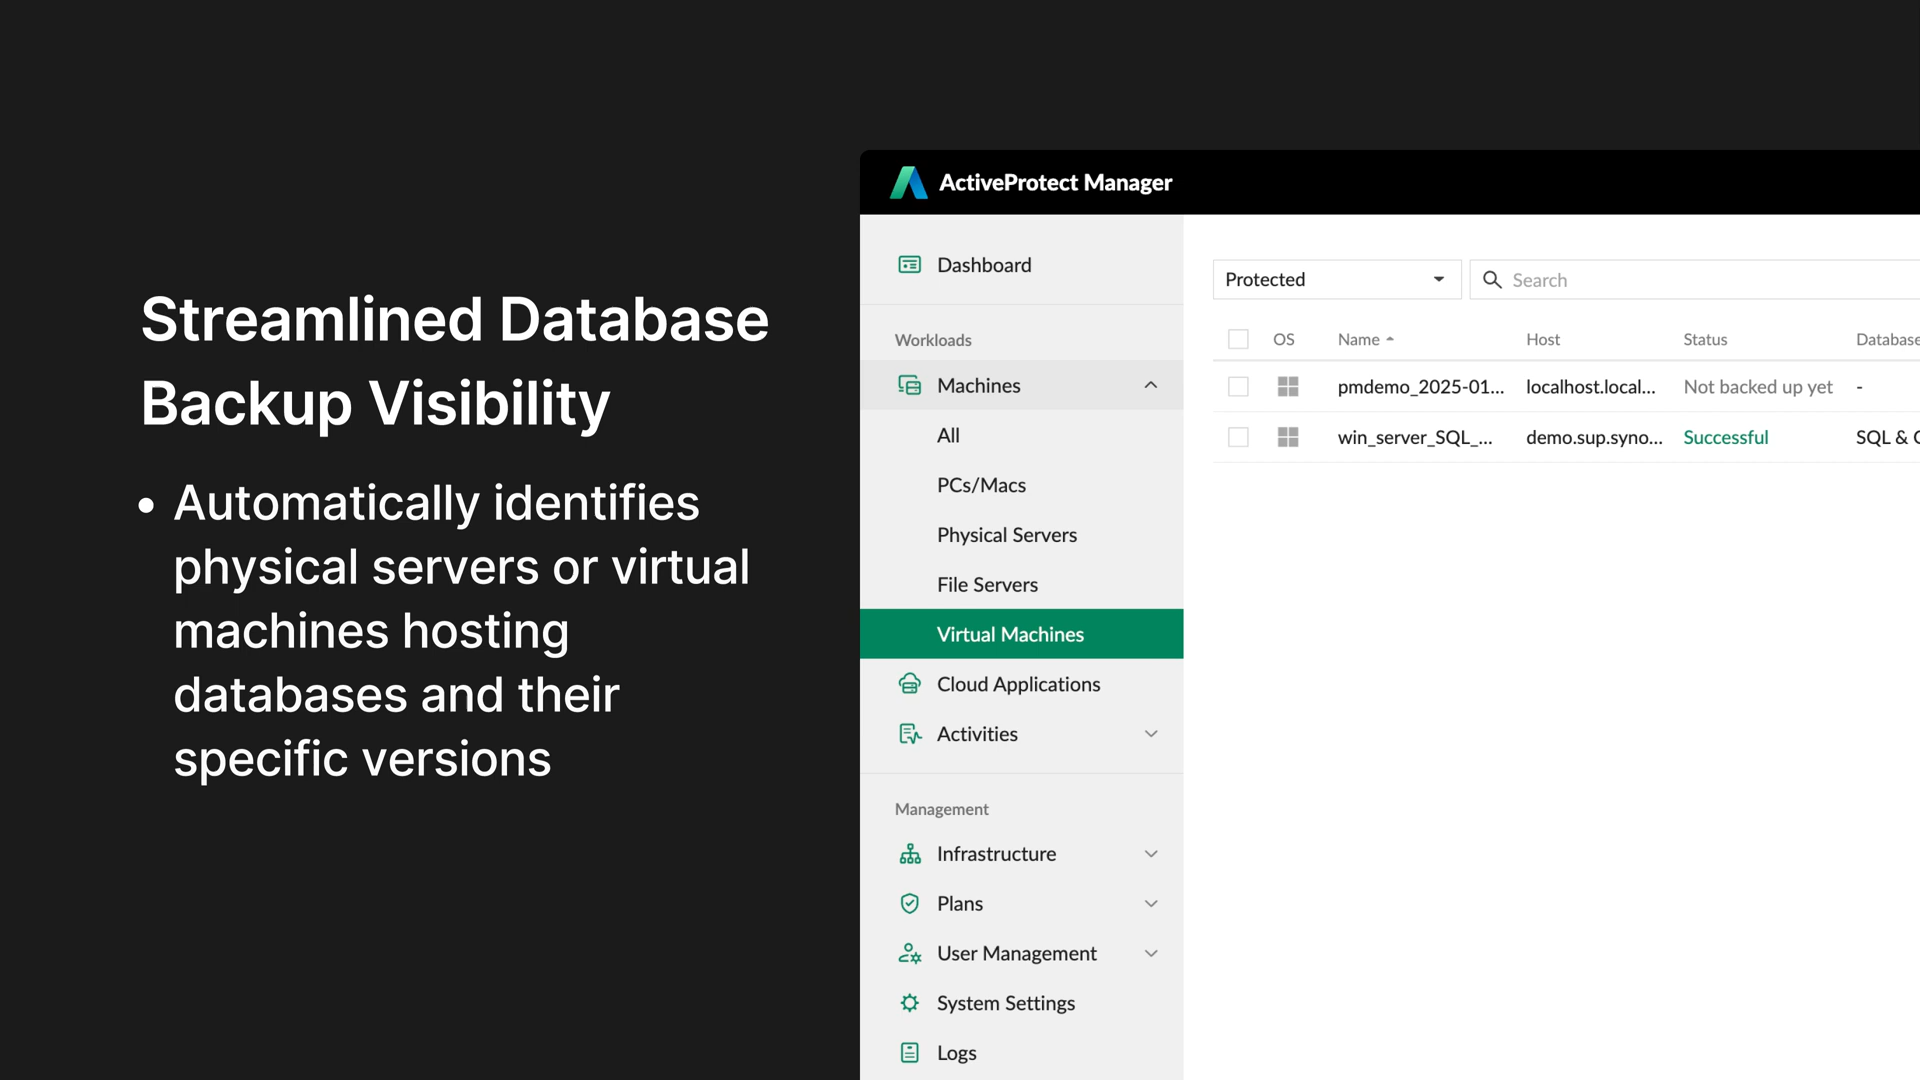 Streamlined Database
Backup Visibility
• Automatically identifies
physical servers or virtual
machines hosting
databases and their
specific versions
ActiveProtect Manager
Dashboard
Workloads
Machines
All
PCs/Macs
Physical Servers
File Servers
Virtual Machines
Cloud Applications
Activities
Management
Infrastructure
Plans
User Management
System Settings
Logs
Protected Search
OS Name Host Status Database
pmdemo_2025-01... localhost.local... Not backed up yet -
win_server_SQL_... demo.sup.syno... Successful SQL &